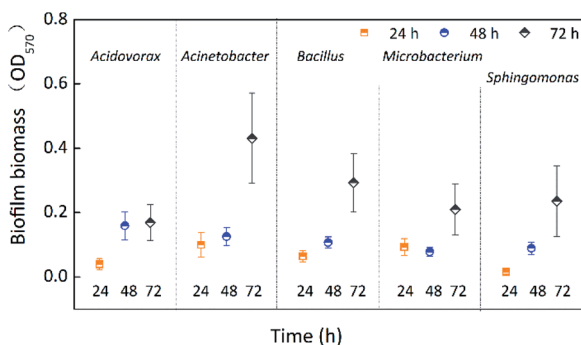 24 h 48 h 72 h
Acidovorax Acinetobacter Bacillus Microbacterium
Sphingomonas
Biofilm biomass (OD570)
0.8
0.6
0.4
0.2
0.0
24 48 72 24 48 72 24 48 72 24 48 72 24 48 72
Time (h)